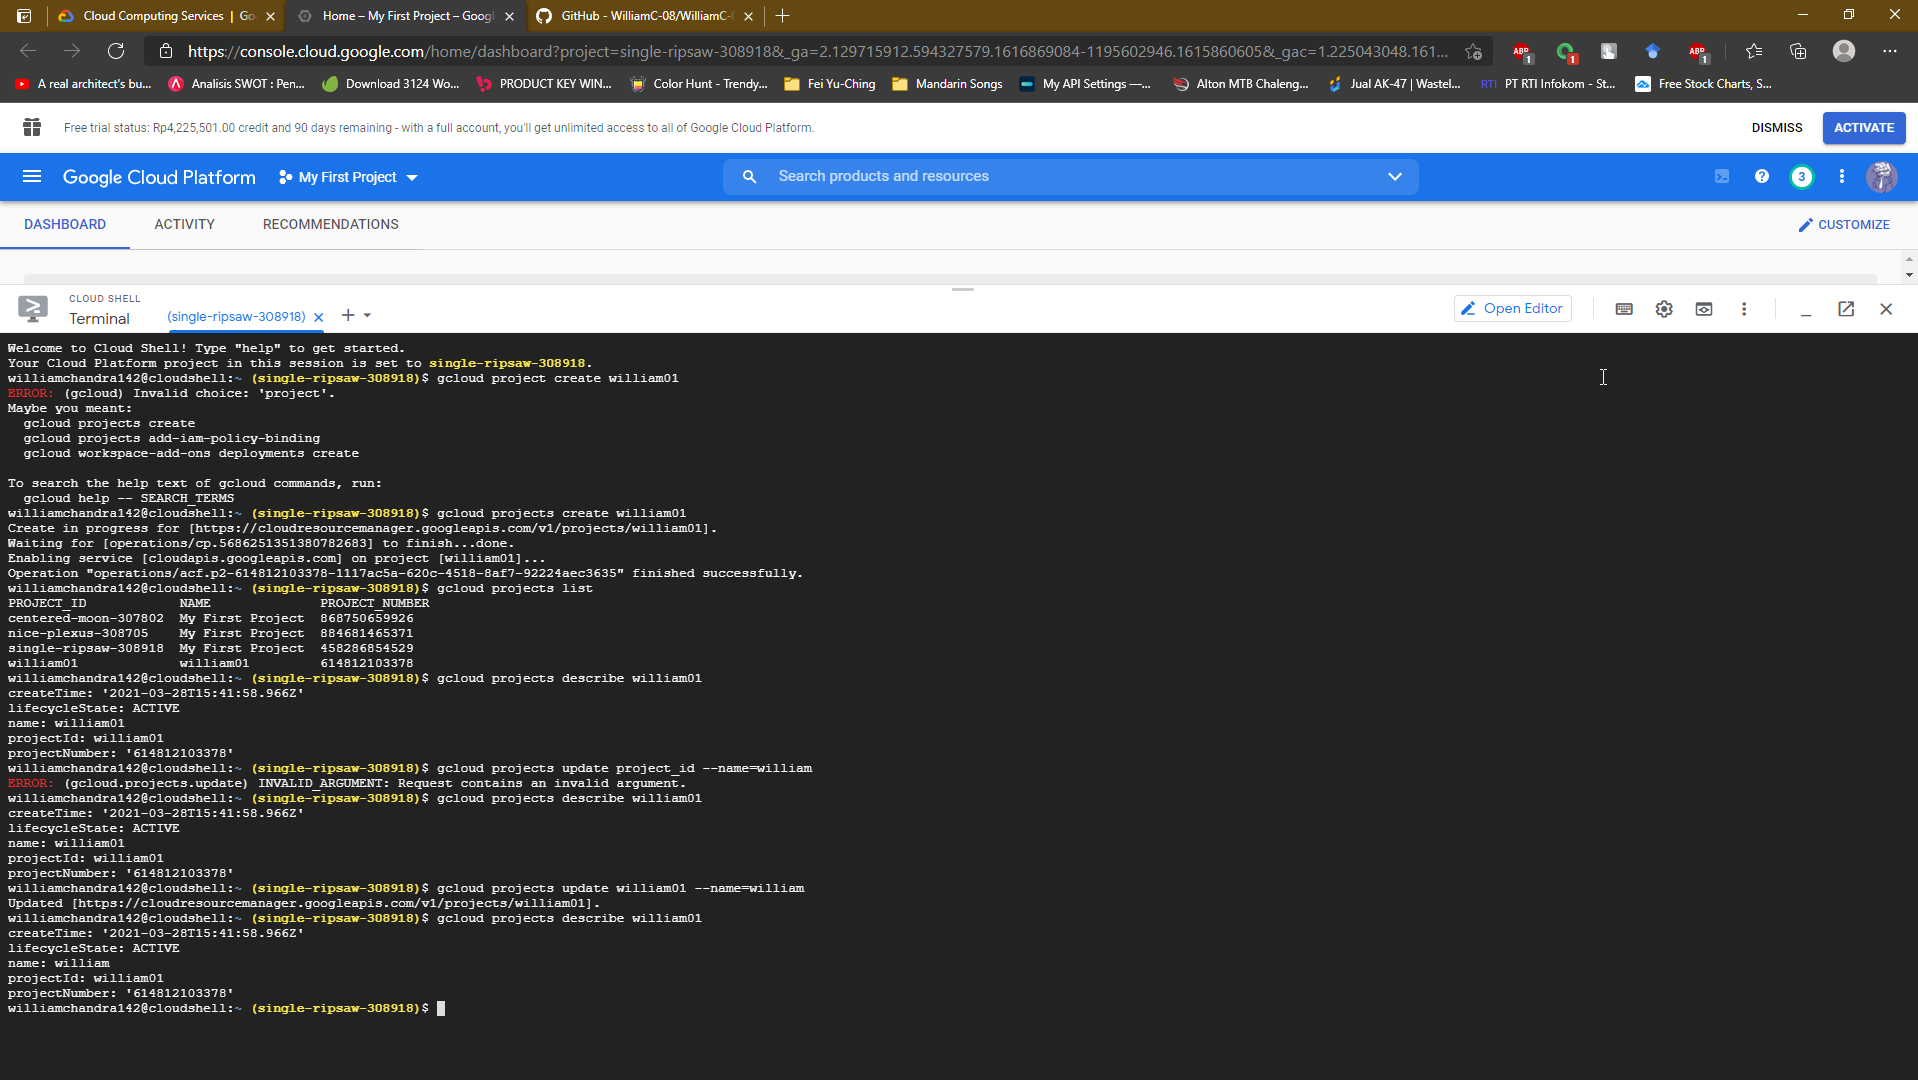 Cloud Computing Services | Go
Home – My First Project – Googl
GitHub - WilliamC-08/WilliamC-0
https://console.cloud.google.com/home/dashboard?project=single-ripsaw-308918&_ga=2.129715912.594327579.1616869084-1195602946.1615860605&_gac=1.225043048.161...
ABP 1
1
ABP 1
A real architect's bu...
Analisis SWOT : Pen...
Download 3124 Wo...
PRODUCT KEY WIN...
Color Hunt - Trendy...
Fei Yu-Ching
Mandarin Songs
My API Settings —...
Alton MTB Chaleng...
Jual AK-47 | Wastel...
RTI PT RTI Infokom - St...
Free Stock Charts, S...
Free trial status: Rp4,225,501.00 credit and 90 days remaining - with a full account, you'll get unlimited access to all of Google Cloud Platform.
DISMISS
ACTIVATE
Google Cloud Platform
My First Project
Search products and resources
3
DASHBOARD
ACTIVITY
RECOMMENDATIONS
CUSTOMIZE
CLOUD SHELL
Terminal
(single-ripsaw-308918)
Open Editor
Welcome to Cloud Shell! Type "help" to get started.
Your Cloud Platform project in this session is set to single-ripsaw-308918.
williamchandra142@cloudshell:~ (single-ripsaw-308918)$ gcloud project create william01
ERROR: (gcloud) Invalid choice: 'project'.
Maybe you meant:
  gcloud projects create
  gcloud projects add-iam-policy-binding
  gcloud workspace-add-ons deployments create
To search the help text of gcloud commands, run:
  gcloud help -- SEARCH_TERMS
williamchandra142@cloudshell:~ (single-ripsaw-308918)$ gcloud projects create william01
Create in progress for [https://cloudresourcemanager.googleapis.com/v1/projects/william01].
Waiting for [operations/cp.5686251351380782683] to finish...done.
Enabling service [cloudapis.googleapis.com] on project [william01]...
Operation "operations/acf.p2-614812103378-1117ac5a-620c-4518-8af7-92224aec3635" finished successfully.
williamchandra142@cloudshell:~ (single-ripsaw-308918)$ gcloud projects list
PROJECT_ID            NAME              PROJECT_NUMBER
centered-moon-307802  My First Project  868750659926
nice-plexus-308705    My First Project  884681465371
single-ripsaw-308918  My First Project  458286854529
william01             william01         614812103378
williamchandra142@cloudshell:~ (single-ripsaw-308918)$ gcloud projects describe william01
createTime: '2021-03-28T15:41:58.966Z'
lifecycleState: ACTIVE
name: william01
projectId: william01
projectNumber: '614812103378'
williamchandra142@cloudshell:~ (single-ripsaw-308918)$ gcloud projects update project_id --name=william
ERROR: (gcloud.projects.update) INVALID_ARGUMENT: Request contains an invalid argument.
williamchandra142@cloudshell:~ (single-ripsaw-308918)$ gcloud projects describe william01
createTime: '2021-03-28T15:41:58.966Z'
lifecycleState: ACTIVE
name: william01
projectId: william01
projectNumber: '614812103378'
williamchandra142@cloudshell:~ (single-ripsaw-308918)$ gcloud projects update william01 --name=william
Updated [https://cloudresourcemanager.googleapis.com/v1/projects/william01].
williamchandra142@cloudshell:~ (single-ripsaw-308918)$ gcloud projects describe william01
createTime: '2021-03-28T15:41:58.966Z'
lifecycleState: ACTIVE
name: william
projectId: william01
projectNumber: '614812103378'
williamchandra142@cloudshell:~ (single-ripsaw-308918)$